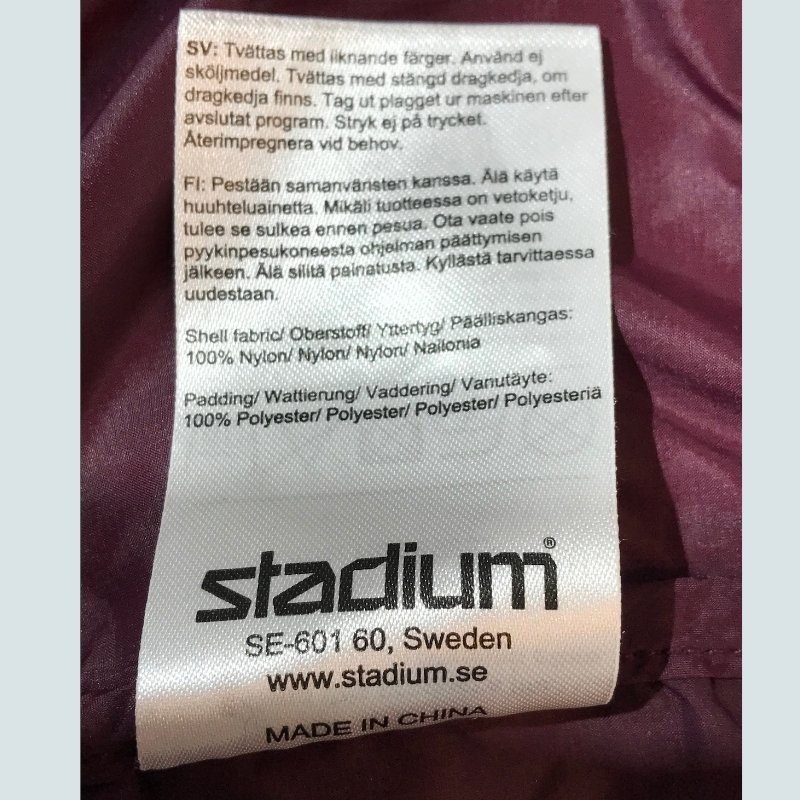 SV: Tvättas med liknande färger. Använd ej
sköljmedel. Tvättas med stängd dragkedja, om
dragkedja finns. Tag ut plagget ur maskinen efter
avslutat program. Stryk ej på trycket.
Återimpregnera vid behov.
FI: Pestään samanväristen kanssa. Älä käytä
huuhteluainetta. Mikäli tuotteessa on vetoketju,
tulee se sulkea ennen pesua. Ota vaate pois
pyykinpesukoneesta ohjelman päättymisen
jälkeen. Älä silitä painatusta. Kyllästä tarvittaessa
uudestaan.
Shell fabric/ Oberstoff/ Yttertyg/ Päälliskangas:
100% Nylon/ Nylon/ Nylon/ Nailonia
Padding/ Wattierung/ Vaddering/ Vanutäyte:
100% Polyester/ Polyester/ Polyester/ Polyesteriä
stadium®
SE-601 60, Sweden
www.stadium.se
MADE IN CHINA